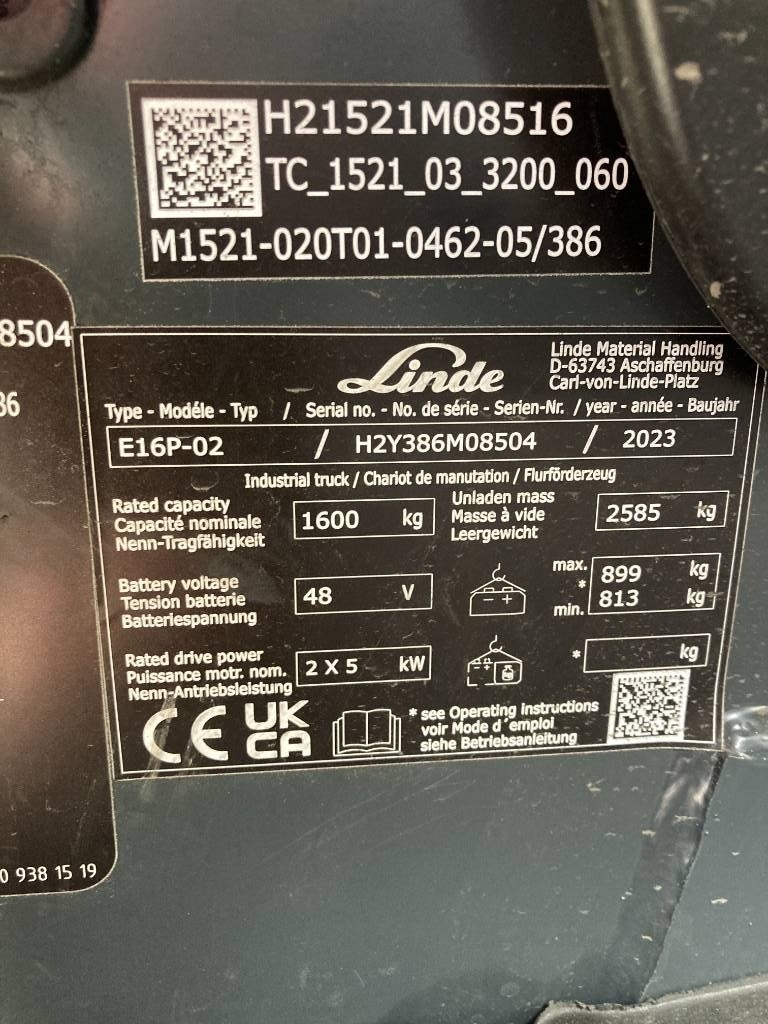 H21521M08516
TC_1521_03_3200_060
M1521-020T01-0462-05/386
8504
36
0 938 15 19
Linde
Linde Material Handling
D-63743 Aschaffenburg
Carl-von-Linde-Platz
Type - Modéle - Typ / Serial no. - No. de série - Serien-Nr. / year - année - Baujahr
E16P-02 / H2Y386M08504 / 2023
Industrial truck / Chariot de manutation / Flurförderzeug
Rated capacity
Capacité nominale
Nenn-Tragfähigkeit
1600 kg
Unladen mass
Masse à vide
Leergewicht
2585 kg
Battery voltage
Tension batterie
Batteriespannung
48 V
max. 899 kg
*
min. 813 kg
Rated drive power
Puissance motr. nom.
Nenn-Antriebsleistung
2 X 5 kW
* kg
CE UK
CA
* see Operating Instructions
voir Mode d´emploi
siehe Betriebsanleitung